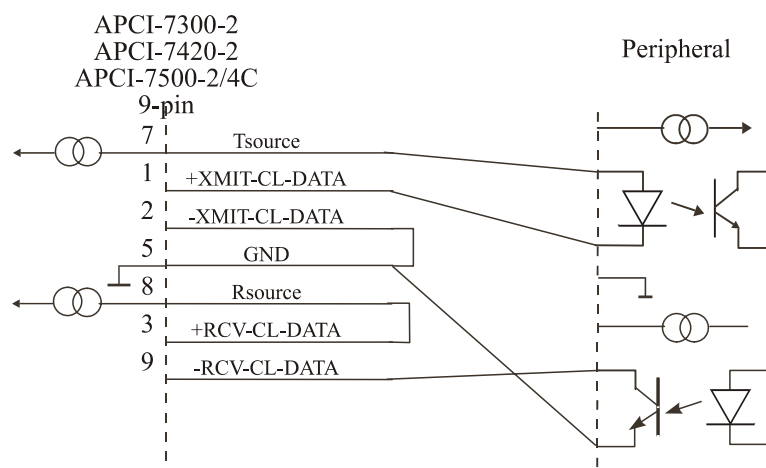 APCI-7300-2
APCI-7420-2
APCI-7500-2/4C
Peripheral
9-pin
7 Tsource
1 +XMIT-CL-DATA
2 -XMIT-CL-DATA
5 GND
8 Rsource
3 +RCV-CL-DATA
9 -RCV-CL-DATA